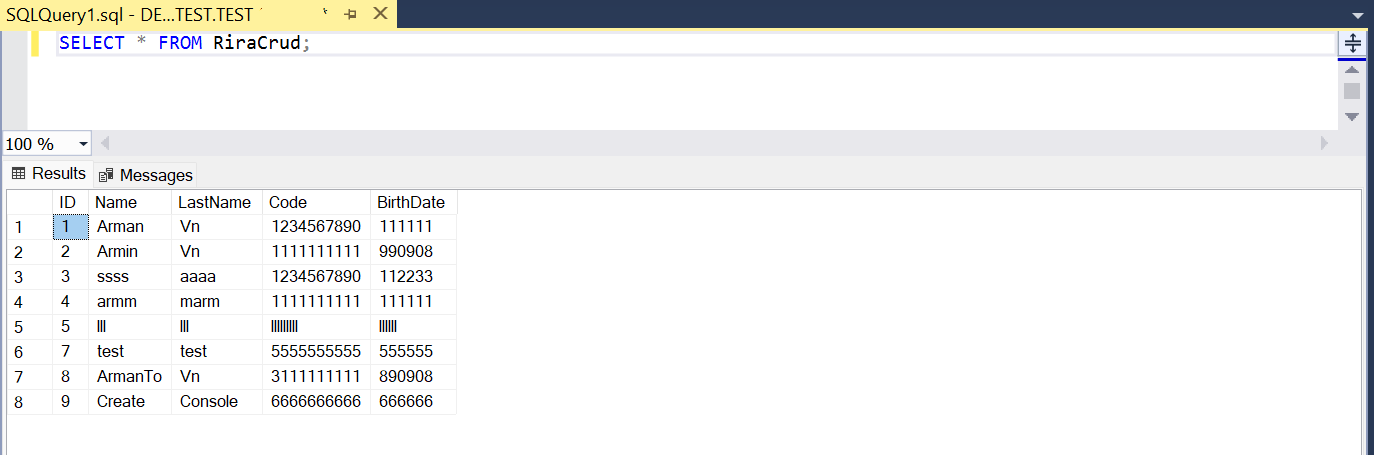 SQLQuery1.sql - DE...TEST.TEST
SELECT * FROM RiraCrud;
100 %
Results Messages
ID Name LastName Code BirthDate
1 1 Arman Vn 1234567890 111111
2 2 Armin Vn 1111111111 990908
3 3 ssss aaaa 1234567890 112233
4 4 armm marm 1111111111 111111
5 5 lll lll llllllllll llllll
6 7 test test 5555555555 555555
7 8 ArmanTo Vn 3111111111 890908
8 9 Create Console 6666666666 666666